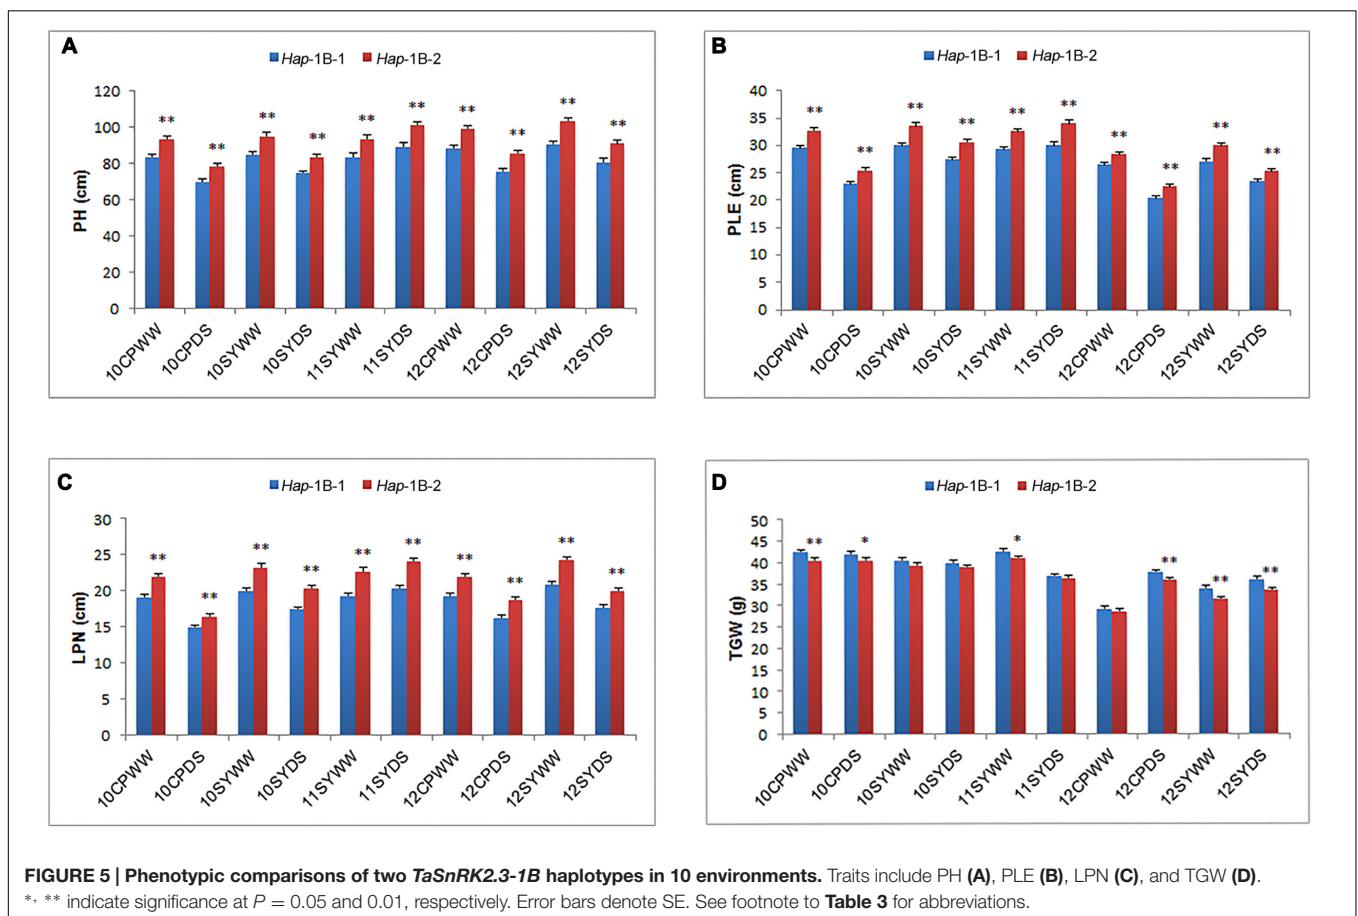 A
Hap-1B-1 Hap-1B-2
PH (cm)
120
100
80
60
40
20
0
** ** ** ** ** ** ** ** ** **
10CPWW 10CPDS 10SYWW 10SYDS 11SYWW 11SYDS 12CPWW 12CPDS 12SYWW 12SYDS
B
Hap-1B-1 Hap-1B-2
PLE (cm)
40
35
30
25
20
15
10
5
0
** ** ** ** ** ** ** ** ** **
10CPWW 10CPDS 10SYWW 10SYDS 11SYWW 11SYDS 12CPWW 12CPDS 12SYWW 12SYDS
C
Hap-1B-1 Hap-1B-2
LPN (cm)
30
25
20
15
10
5
0
** ** ** ** ** ** ** ** ** **
10CPWW 10CPDS 10SYWW 10SYDS 11SYWW 11SYDS 12CPWW 12CPDS 12SYWW 12SYDS
D
Hap-1B-1 Hap-1B-2
TGW (g)
50
45
40
35
30
25
20
15
10
5
0
** * * ** ** **
10CPWW 10CPDS 10SYWW 10SYDS 11SYWW 11SYDS 12CPWW 12CPDS 12SYWW 12SYDS
FIGURE 5 | Phenotypic comparisons of two TaSnRK2.3-1B haplotypes in 10 environments. Traits include PH (A), PLE (B), LPN (C), and TGW (D).
*, ** indicate significance at P = 0.05 and 0.01, respectively. Error bars denote SE. See footnote to Table 3 for abbreviations.